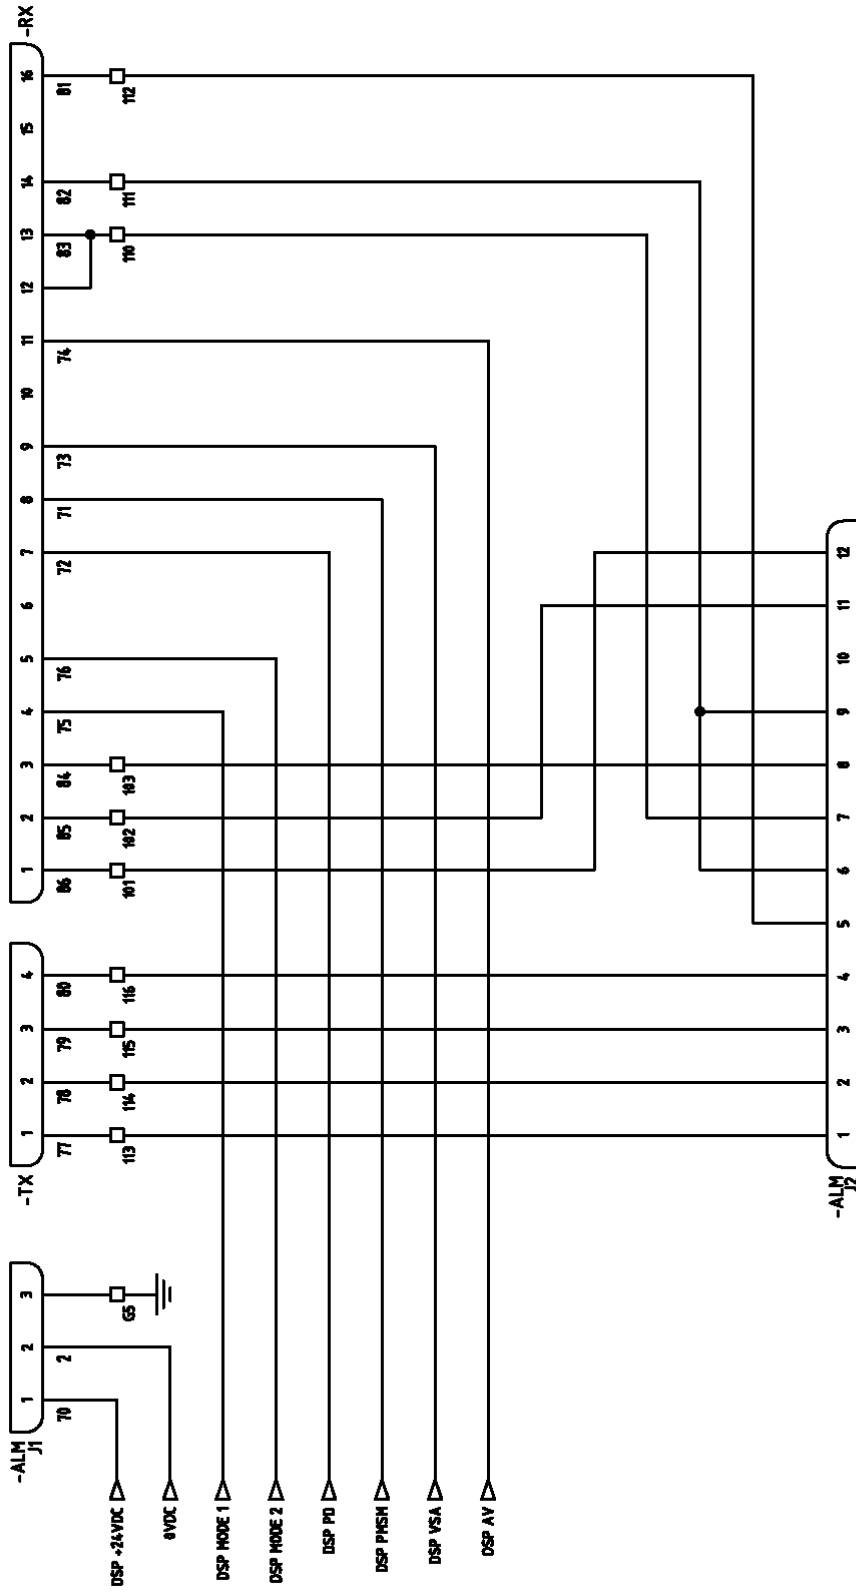 -ALM
J1
1 2 3
-TX
1 2 3 4
1 2 3 4 5 6 7 8 9 10 11 12 13 14 15 16
-RX
70 2
77 78 79 80
86 85 84 75 76 72 71 73 74 83 82 81
DSP +24VDC
G5
113 114 115 116
101 102 103 110 111 112
0VDC
DSP MODE 1
DSP MODE 2
DSP PD
DSP PMSM
DSP VSA
DSP AV
-ALM
J2
1 2 3 4 5 6 7 8 9 10 11 12